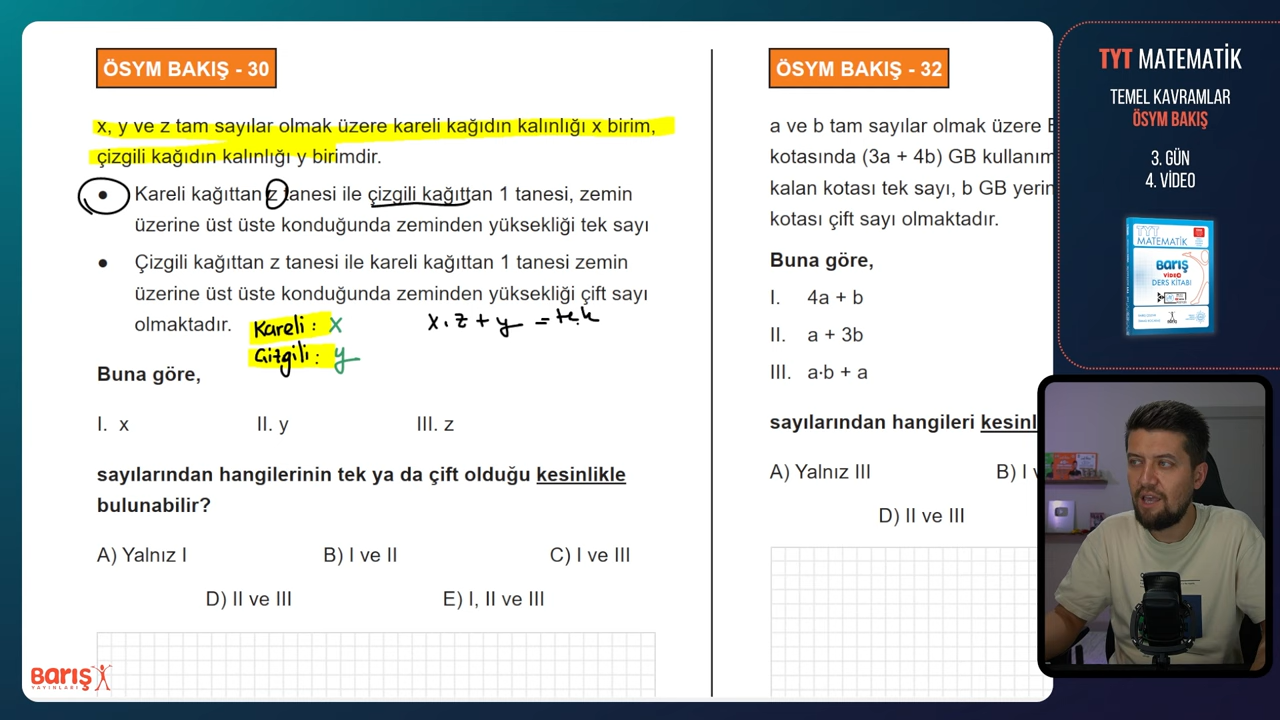 ÖSYM BAKIŞ - 30
x, y ve z tam sayılar olmak üzere kareli kağıdın kalınlığı x birim,
çizgili kağıdın kalınlığı y birimdir.
● Kareli kağıttan z tanesi ile çizgili kağıttan 1 tanesi, zemin
üzerine üst üste konduğunda zeminden yüksekliği tek sayı
● Çizgili kağıttan z tanesi ile kareli kağıttan 1 tanesi zemin
üzerine üst üste konduğunda zeminden yüksekliği çift sayı
olmaktadır.
Kareli : x
x.z + y = tek
Çizgili : y
Buna göre,
I. x II. y III. z
sayılarından hangilerinin tek ya da çift olduğu kesinlikle
bulunabilir?
A) Yalnız I B) I ve II C) I ve III
D) II ve III E) I, II ve III
BARIŞ
YAYINLARI
ÖSYM BAKIŞ - 32
a ve b tam sayılar olmak üzere
kotasında (3a + 4b) GB kullanım
kalan kotası tek sayı, b GB yerin
kotası çift sayı olmaktadır.
Buna göre,
I. 4a + b
II. a + 3b
III. a·b + a
sayılarından hangileri kesinl
A) Yalnız III B) I v
D) II ve III
TYT MATEMATİK
TEMEL KAVRAMLAR
ÖSYM BAKIŞ
3. GÜN
4. VİDEO
TYT
MATEMATİK
BARIŞ
VİDEO
DERS KİTABI